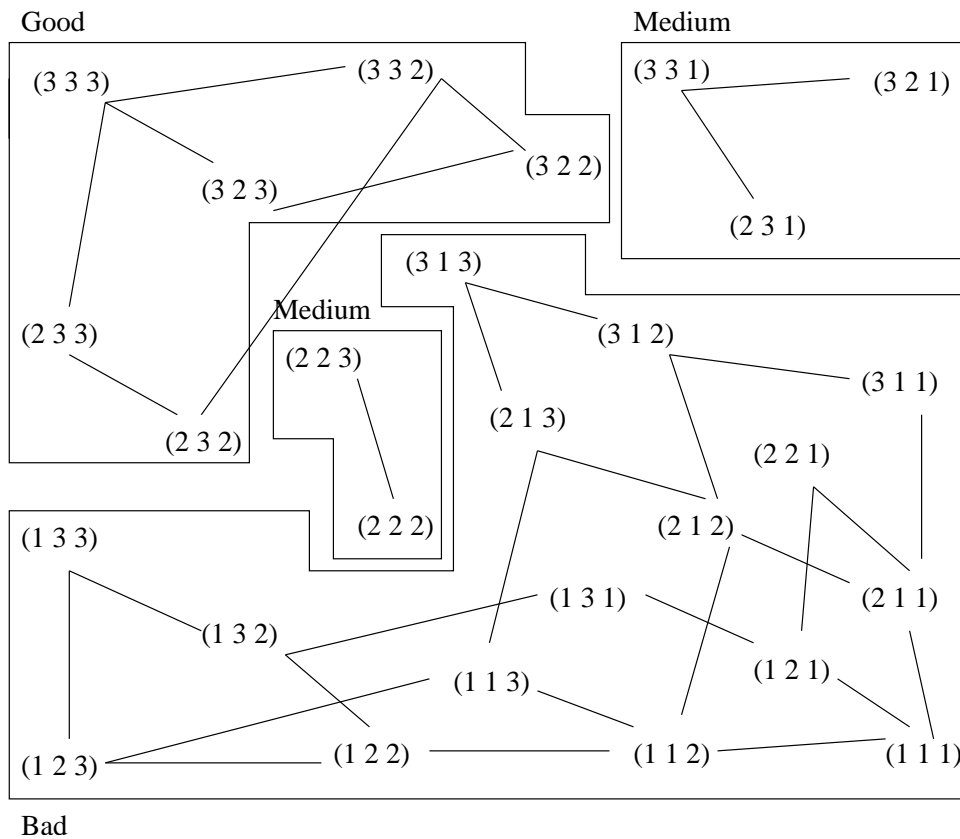 Good
Medium
(3 3 3)
(3 3 2)
(3 3 1)
(3 2 1)
(3 2 3)
(3 2 2)
(2 3 1)
(3 1 3)
Medium
(2 3 3)
(3 1 2)
(2 2 3)
(3 1 1)
(2 1 3)
(2 3 2)
(2 2 1)
(2 2 2)
(2 1 2)
(1 3 3)
(1 3 1)
(2 1 1)
(1 3 2)
(1 1 3)
(1 2 1)
(1 2 3)
(1 2 2)
(1 1 2)
(1 1 1)
Bad